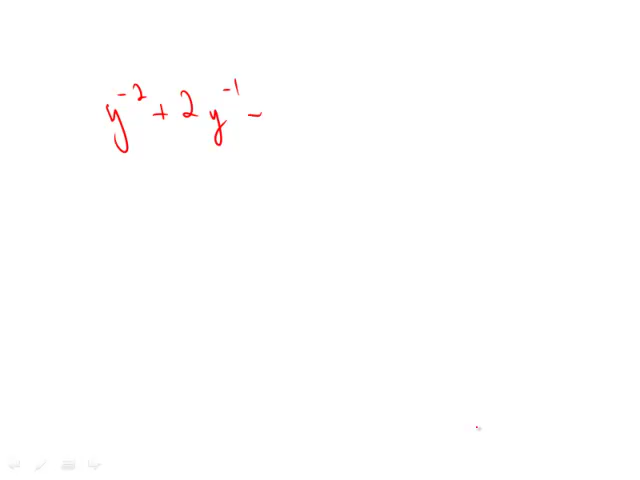 y⁻² + 2y⁻¹ -